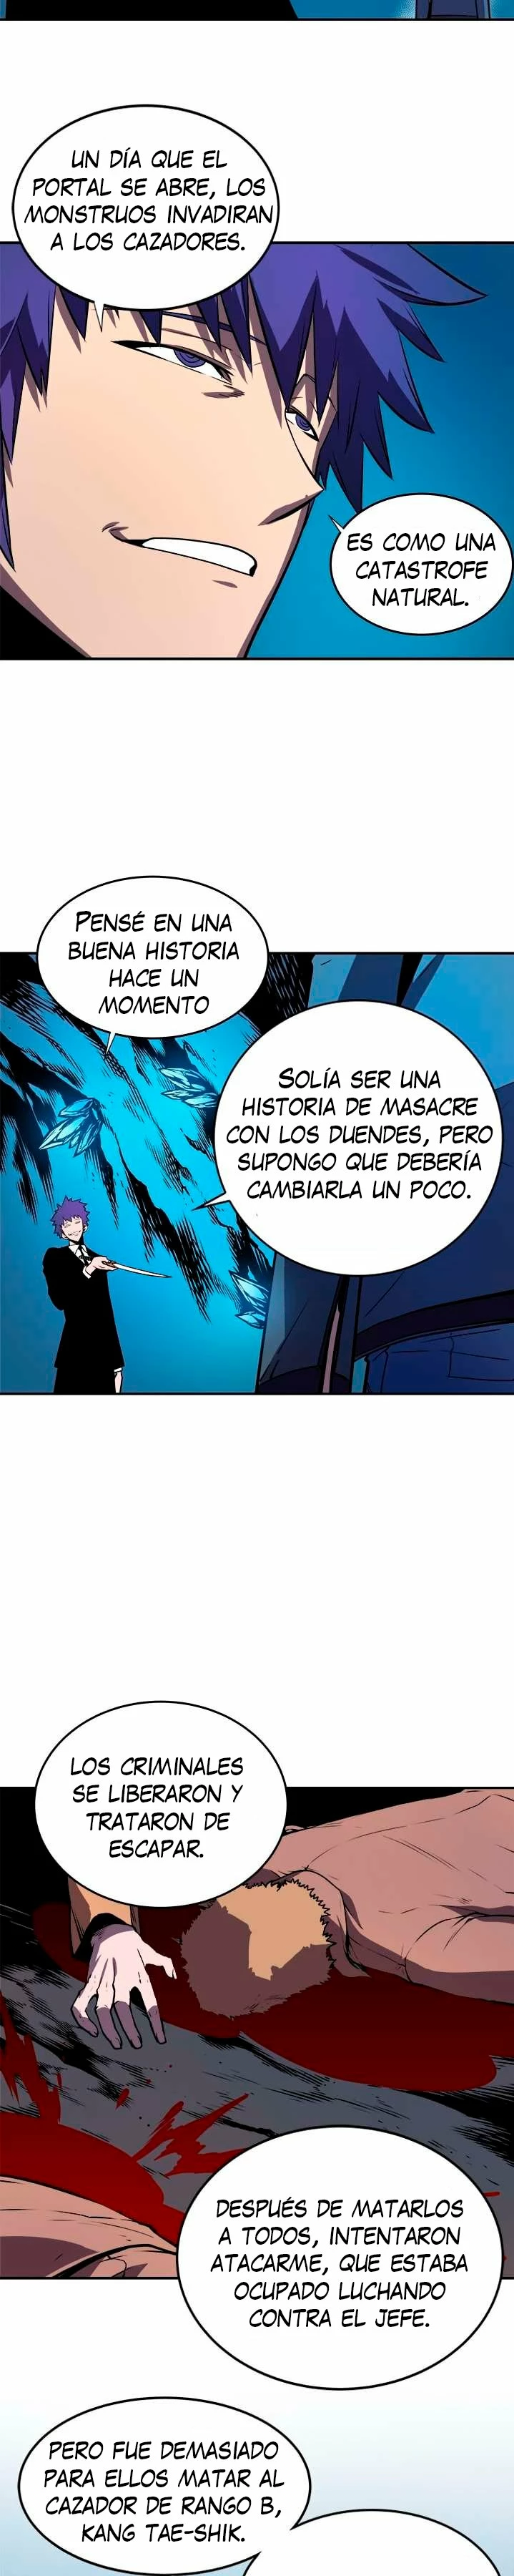 UN DÍA QUE EL
PORTAL SE ABRE, LOS
MONSTRUOS INVADIRAN
A LOS CAZADORES.
ES COMO UNA
CATASTROFE
NATURAL.
PENSÉ EN UNA
BUENA HISTORIA
HACE UN
MOMENTO
SOLÍA SER UNA
HISTORIA DE MASACRE
CON LOS DUENDES, PERO
SUPONGO QUE DEBERÍA
CAMBIARLA UN POCO.
LOS CRIMINALES
SE LIBERARON Y
TRATARON DE
ESCAPAR.
DESPUÉS DE MATARLOS
A TODOS, INTENTARON
ATACARME, QUE ESTABA
OCUPADO LUCHANDO
CONTRA EL JEFE.
PERO FUE DEMASIADO
PARA ELLOS MATAR AL
CAZADOR DE RANGO B,
KANG TAE-SHIK.